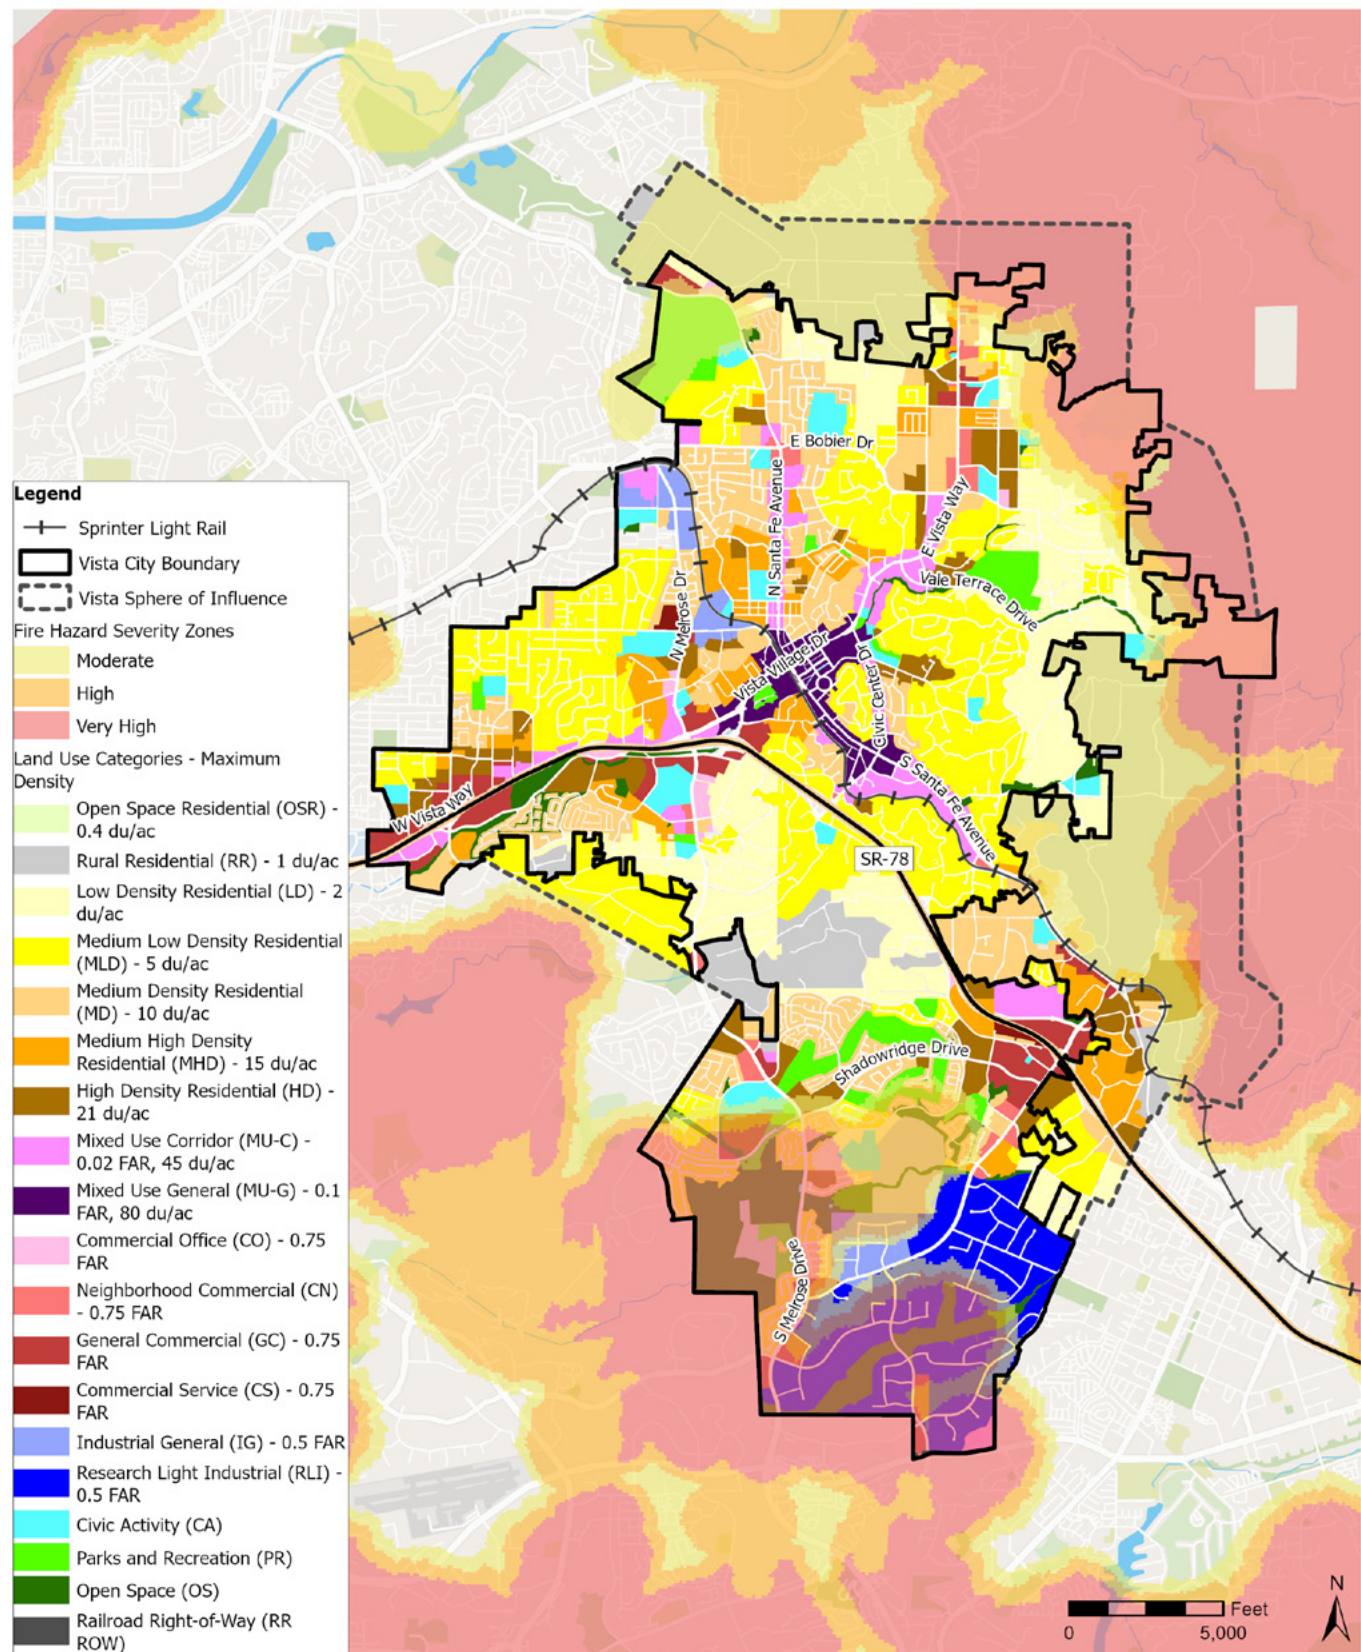 E Bobier Dr
N Santa Fe Avenue
E Vista Way
Vale Terrace Drive
N Melrose Dr
Vista Village Dr
Civic Center Dr
S Santa Fe Avenue
W Vista Way
SR-78
Shadowridge Drive
S Melrose Drive
Legend
Sprinter Light Rail
Vista City Boundary
Vista Sphere of Influence
Fire Hazard Severity Zones
Moderate
High
Very High
Land Use Categories - Maximum
Density
Open Space Residential (OSR) -
0.4 du/ac
Rural Residential (RR) - 1 du/ac
Low Density Residential (LD) - 2
du/ac
Medium Low Density Residential
(MLD) - 5 du/ac
Medium Density Residential
(MD) - 10 du/ac
Medium High Density
Residential (MHD) - 15 du/ac
High Density Residential (HD) -
21 du/ac
Mixed Use Corridor (MU-C) -
0.02 FAR, 45 du/ac
Mixed Use General (MU-G) - 0.1
FAR, 80 du/ac
Commercial Office (CO) - 0.75
FAR
Neighborhood Commercial (CN)
- 0.75 FAR
General Commercial (GC) - 0.75
FAR
Commercial Service (CS) - 0.75
FAR
Industrial General (IG) - 0.5 FAR
Research Light Industrial (RLI) -
0.5 FAR
Civic Activity (CA)
Parks and Recreation (PR)
Open Space (OS)
Railroad Right-of-Way (RR
ROW)
N
Feet
0 5,000